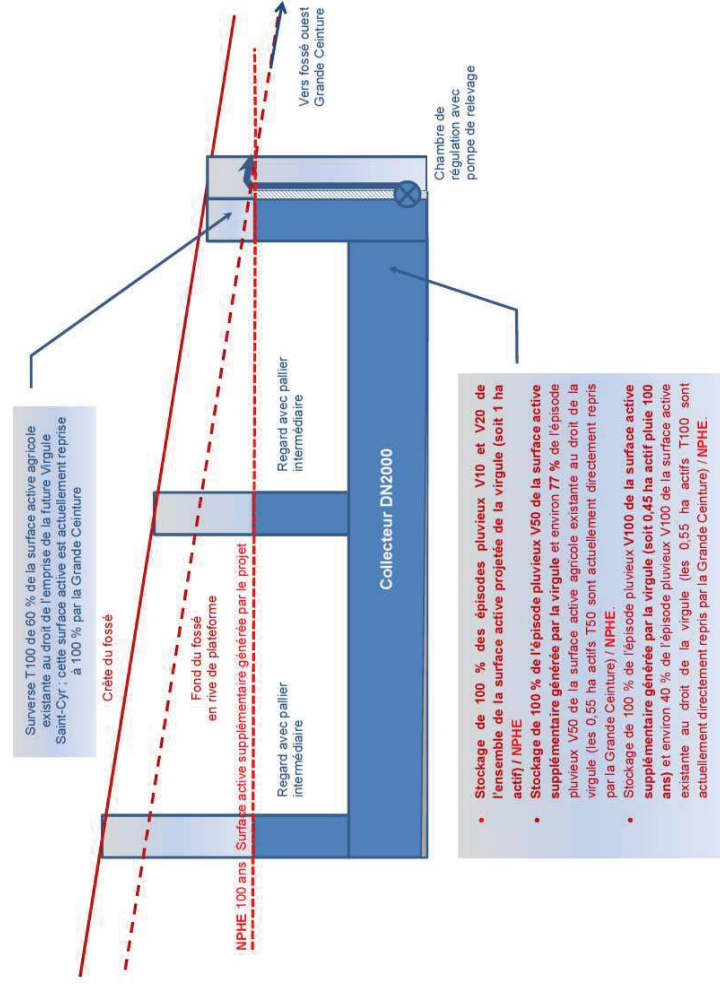 Surverse T100 de 60 % de la surface active agricole
existante au droit de l'emprise de la future Virgule
Saint-Cyr ; cette surface active est actuellement reprise
à 100 % par la Grande Ceinture
Crête du fossé
Fond du fossé
en rive de plateforme
Vers fossé ouest
Grande Ceinture
NPHE 100 ans Surface active supplémentaire générée par le projet
Regard avec pallier
intermédiaire
Regard avec pallier
intermédiaire
Collecteur DN2000
Chambre de
régulation avec
pompe de relevage
• Stockage de 100 % des épisodes pluvieux V10 et V20 de
l'ensemble de la surface active projetée de la virgule (soit 1 ha
actif) / NPHE
• Stockage de 100 % de l'épisode pluvieux V50 de la surface active
supplémentaire générée par la virgule et environ 77 % de l'épisode
pluvieux V50 de la surface active agricole existante au droit de la
virgule (les 0,55 ha actifs T50 sont actuellement directement repris
par la Grande Ceinture) / NPHE.
• Stockage de 100 % de l'épisode pluvieux V100 de la surface active
supplémentaire générée par la virgule (soit 0,45 ha actif pluie 100
ans) et environ 40 % de l'épisode pluvieux V100 de la surface active
existante au droit de la virgule (les 0,55 ha actifs T100 sont
actuellement directement repris par la Grande Ceinture) / NPHE.